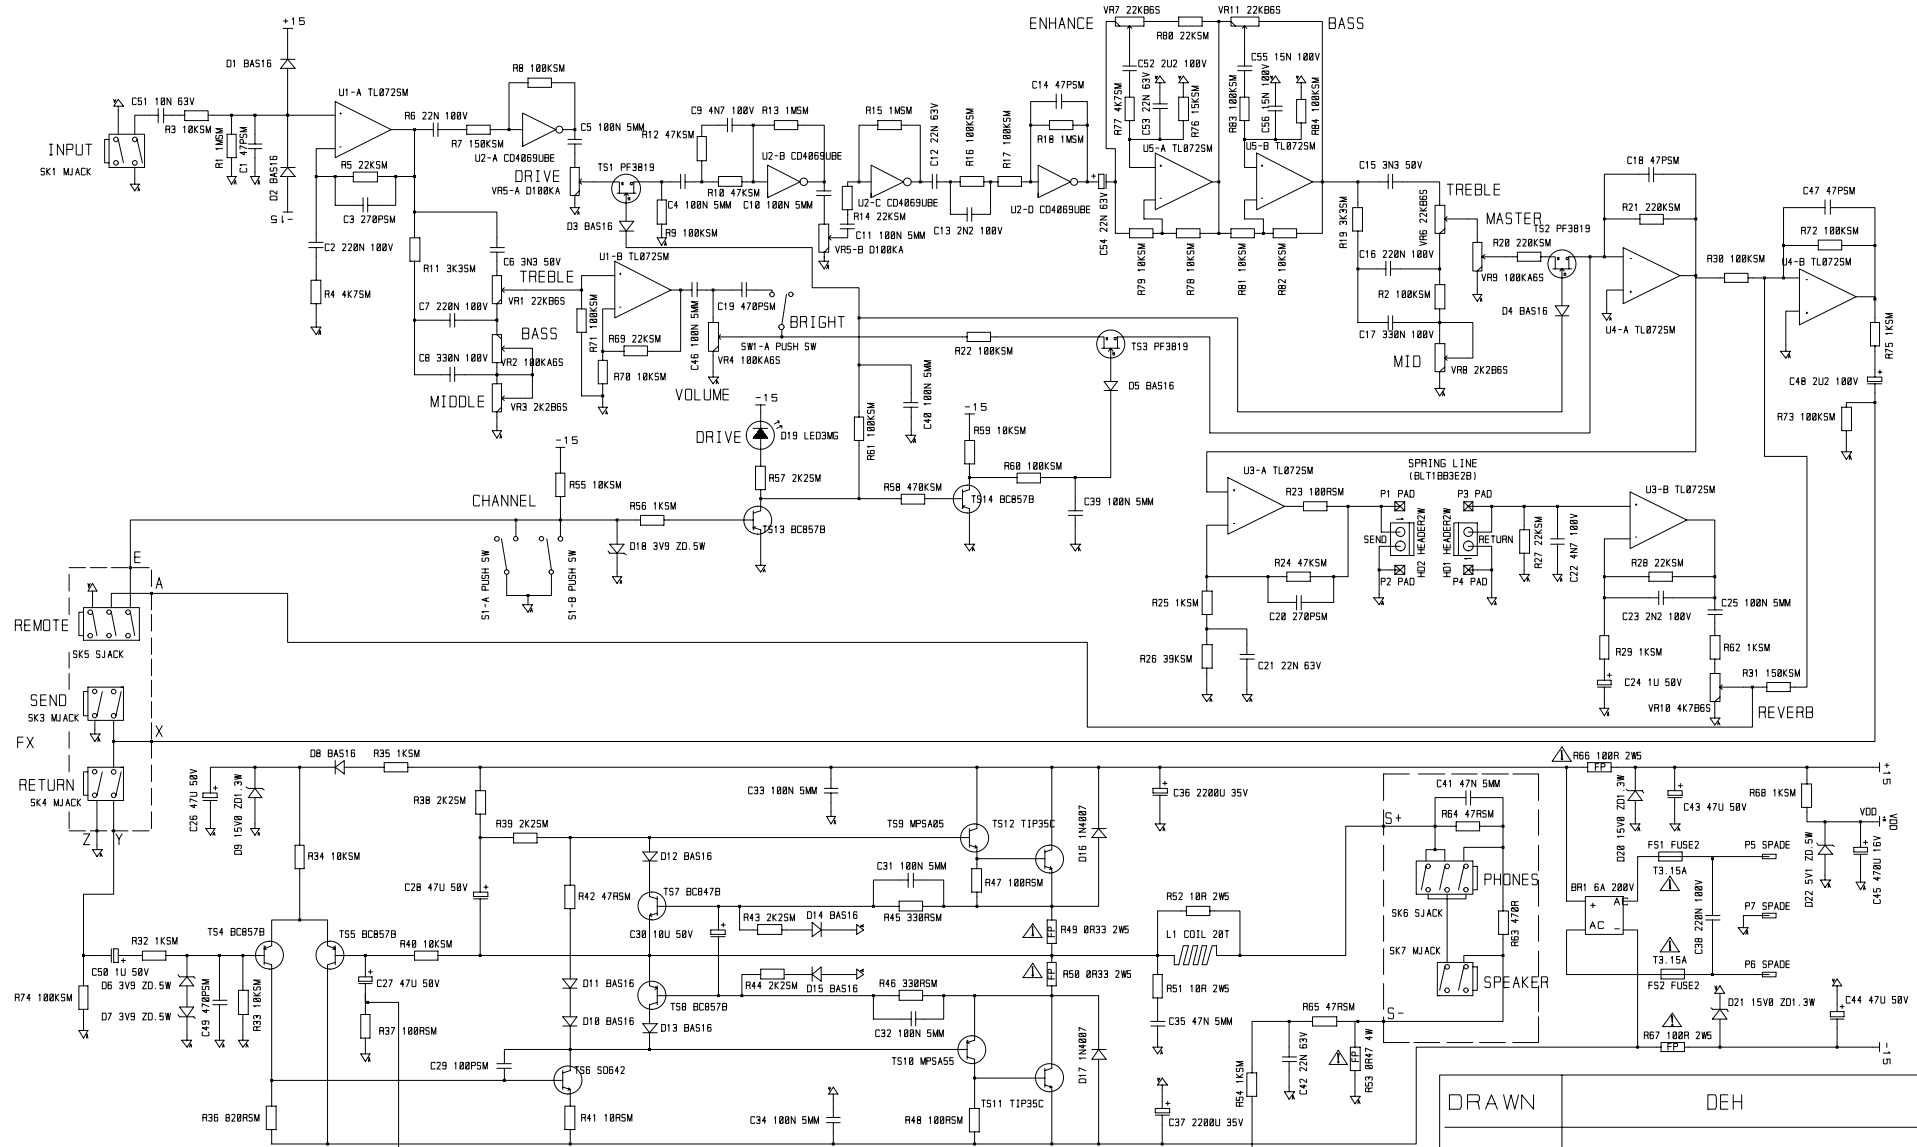 +15
D1 BAS16
C51 10N 63V
R3 10KSM
INPUT
SK1 MJACK
R1 1MSM
C1 47PSM
D2 BAS16
-15
U1-A TL072SM
R5 22KSM
C3 270PSM
C2 220N 100V
R4 4K7SM
R6 22N 100V
R7 150KSM
R8 100KSM
U2-A CD4069UBE
C5 100N 5MM
DRIVE
VR5-A D100KA
TS1 PF3819
D3 BAS16
R12 47KSM
C9 4N7 100V
R13 1MSM
U2-B CD4069UBE
R10 47KSM
C4 100N 5MM
R9 100KSM
C10 100N 5MM
VR5-B D100KA
R15 1MSM
U2-C CD4069UBE
R14 22KSM
C11 100N 5MM
C12 22N 63V
R16 100KSM
C13 2N2 100V
R17 100KSM
C14 47PSM
R18 1MSM
U2-D CD4069UBE
C54 22N 63V
ENHANCE
VR7 22KB6S
R80 22KSM
VR11 22KB6S
BASS
C52 2U2 100V
R77 4K7SM
C53 22N 63V
R76 15KSM
U5-A TL072SM
C55 15N 100V
R83 100KSM
C56 15N 100V
R84 100KSM
U5-B TL072SM
R79 10KSM
R78 10KSM
R81 10KSM
R82 10KSM
C15 3N3 50V
R19 3K3SM
TREBLE
VR6 22KB6S
C16 220N 100V
R2 100KSM
C17 330N 100V
MID
VR8 2K2B6S
MASTER
VR9 100KA6S
R20 220KSM
TS2 PF3819
D4 BAS16
C18 47PSM
R21 220KSM
U4-A TL072SM
R30 100KSM
C47 47PSM
R72 100KSM
U4-B TL072SM
R75 1KSM
C48 2U2 100V
R73 100KSM
R11 3K3SM
C6 3N3 50V
TREBLE
VR1 22KB6S
C7 220N 100V
BASS
VR2 100KA6S
C8 330N 100V
MIDDLE
VR3 2K2B6S
U1-B TL072SM
R71 100KSM
R69 22KSM
R70 10KSM
C46 100N 5MM
C19 470PSM
BRIGHT
SW1-A PUSH SW
VR4 100KA6S
VOLUME
R22 100KSM
TS3 PF3819
D5 BAS16
-15
DRIVE
D19 LED3MG
R57 2K2SM
R61 100KSM
C40 100N 5MM
-15
R59 10KSM
R60 100KSM
R58 470KSM
TS14 BC857B
C39 100N 5MM
-15
R55 10KSM
CHANNEL
R56 1KSM
TS13 BC857B
D18 3V9 ZD.5W
S1-A PUSH SW
S1-B PUSH SW
U3-A TL072SM
R23 100RSM
R24 47KSM
C20 270PSM
R25 1KSM
R26 39KSM
C21 22N 63V
SPRING LINE
(BLT1BB3E2B)
P1 PAD
P3 PAD
SEND
HD2 HEADER2W
HD1 HEADER2W
RETURN
1
1
P2 PAD
P4 PAD
R27 22KSM
C22 4N7 100V
U3-B TL072SM
R28 22KSM
C23 2N2 100V
C25 100N 5MM
R29 1KSM
R62 1KSM
C24 1U 50V
R31 150KSM
VR10 4K7B6S
REVERB
E
A
REMOTE
SK5 SJACK
SEND
SK3 MJACK
FX
X
RETURN
SK4 MJACK
Z
Y
R74 100KSM
C50 1U 50V
R32 1KSM
D6 3V9 ZD.5W
D7 3V9 ZD.5W
C49 470PSM
R33 10KSM
C26 47U 50V
D9 15V0 ZD1.3W
D8 BAS16
R35 1KSM
R34 10KSM
TS4 BC857B
TS5 BC857B
R36 820RSM
R40 10KSM
C27 47U 50V
R37 100RSM
R38 2K2SM
R39 2K2SM
C28 47U 50V
R42 47RSM
D11 BAS16
D10 BAS16
C29 100PSM
TS6 SO642
R41 10RSM
D12 BAS16
TS7 BC847B
C30 10U 50V
TS8 BC857B
D13 BAS16
R43 2K2SM
D14 BAS16
R44 2K2SM
D15 BAS16
C33 100N 5MM
C34 100N 5MM
C31 100N 5MM
R45 330RSM
R46 330RSM
C32 100N 5MM
TS9 MPSA05
TS12 TIP35C
R47 100RSM
D16 1N4007
FP
R49 0R33 2W5
FP
R50 0R33 2W5
TS10 MPSA55
TS11 TIP35C
R48 100RSM
D17 1N4007
C36 2200U 35V
C37 2200U 35V
R52 10R 2W5
L1 COIL 20T
R51 10R 2W5
C35 47N 5MM
R54 1KSM
C42 22N 63V
R65 47RSM
FP
R53 0R47 4W
S+
S-
C41 47N 5MM
R64 47RSM
PHONES
SK6 SJACK
R63 470R
SK7 MJACK
SPEAKER
R66 100R 2W5
FP
D20 15V0 ZD1.3W
C43 47U 50V
R68 1KSM
+15
VDD
VDD
D22 5V1 ZD.5W
C45 470U 16V
FS1 FUSE2
T3.15A
P5 SPADE
BR1 6A 200V
+
AC
AC
-
C38 220N 100V
P7 SPADE
T3.15A
FS2 FUSE2
P6 SPADE
D21 15V0 ZD1.3W
C44 47U 50V
R67 100R 2W5
FP
-15
DRAWN
DEH